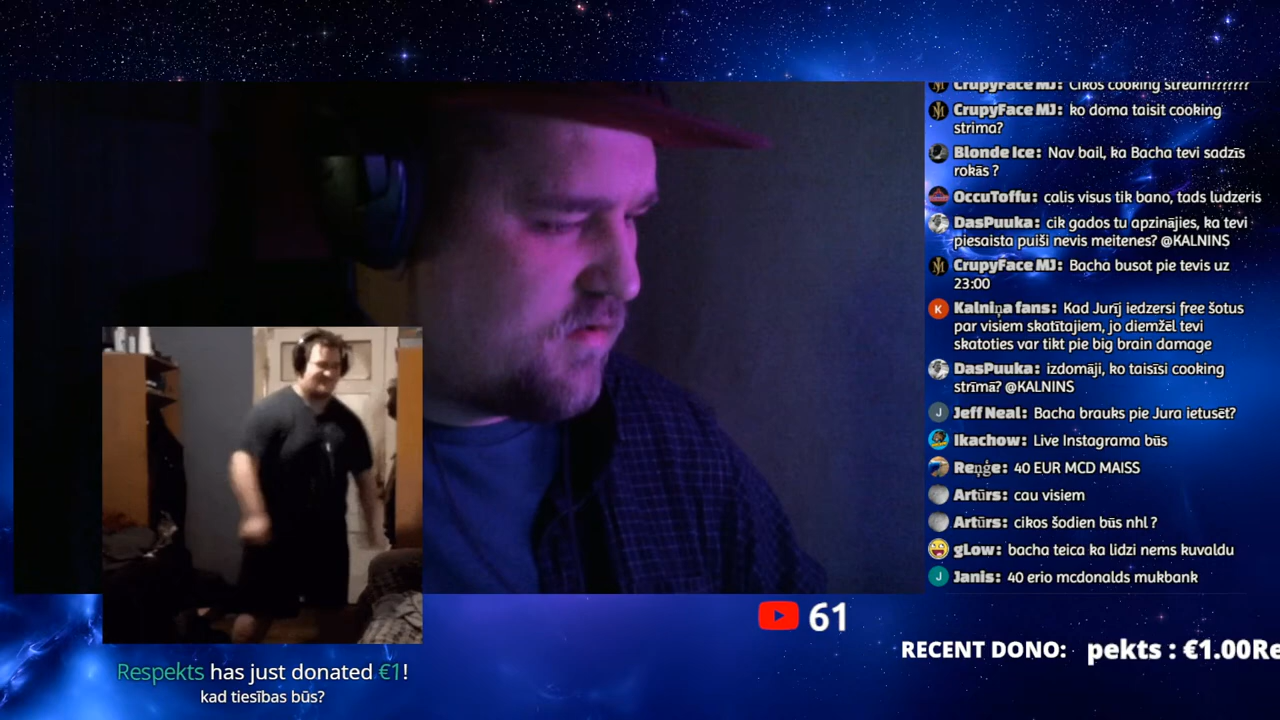 CrupyFace MJ: Cikos cooking stream???????
CrupyFace MJ: ko doma taisit cooking
strima?
Blonde Ice: Nav bail, ka Bacha tevi sadzīs
rokās ?
OccuToffu: calis visus tik bano, tads ludzeris
DasPuuka: cik gados tu apzinājies, ka tevi
piesaista puiši nevis meitenes? @KALNINS
CrupyFace MJ: Bacha busot pie tevis uz
23:00
K
Kalniņa fans: Kad Jurīj iedzersi free šotus
par visiem skatītajiem, jo diemžēl tevi
skatoties var tikt pie big brain damage
DasPuuka: izdomāji, ko taisīsi cooking
strīmā? @KALNINS
J
Jeff Neal: Bacha brauks pie Jura ietusēt?
Ikachow: Live Instagrama būs
Reņģe: 40 EUR MCD MAISS
Artūrs: cau visiem
Artūrs: cikos šodien būs nhl ?
gLow: bacha teica ka lidzi nems kuvaldu
J
Janis: 40 erio mcdonalds mukbank
61
RECENT DONO: pekts : €1.00Re
Respekts has just donated €1!
kad tiesības būs?